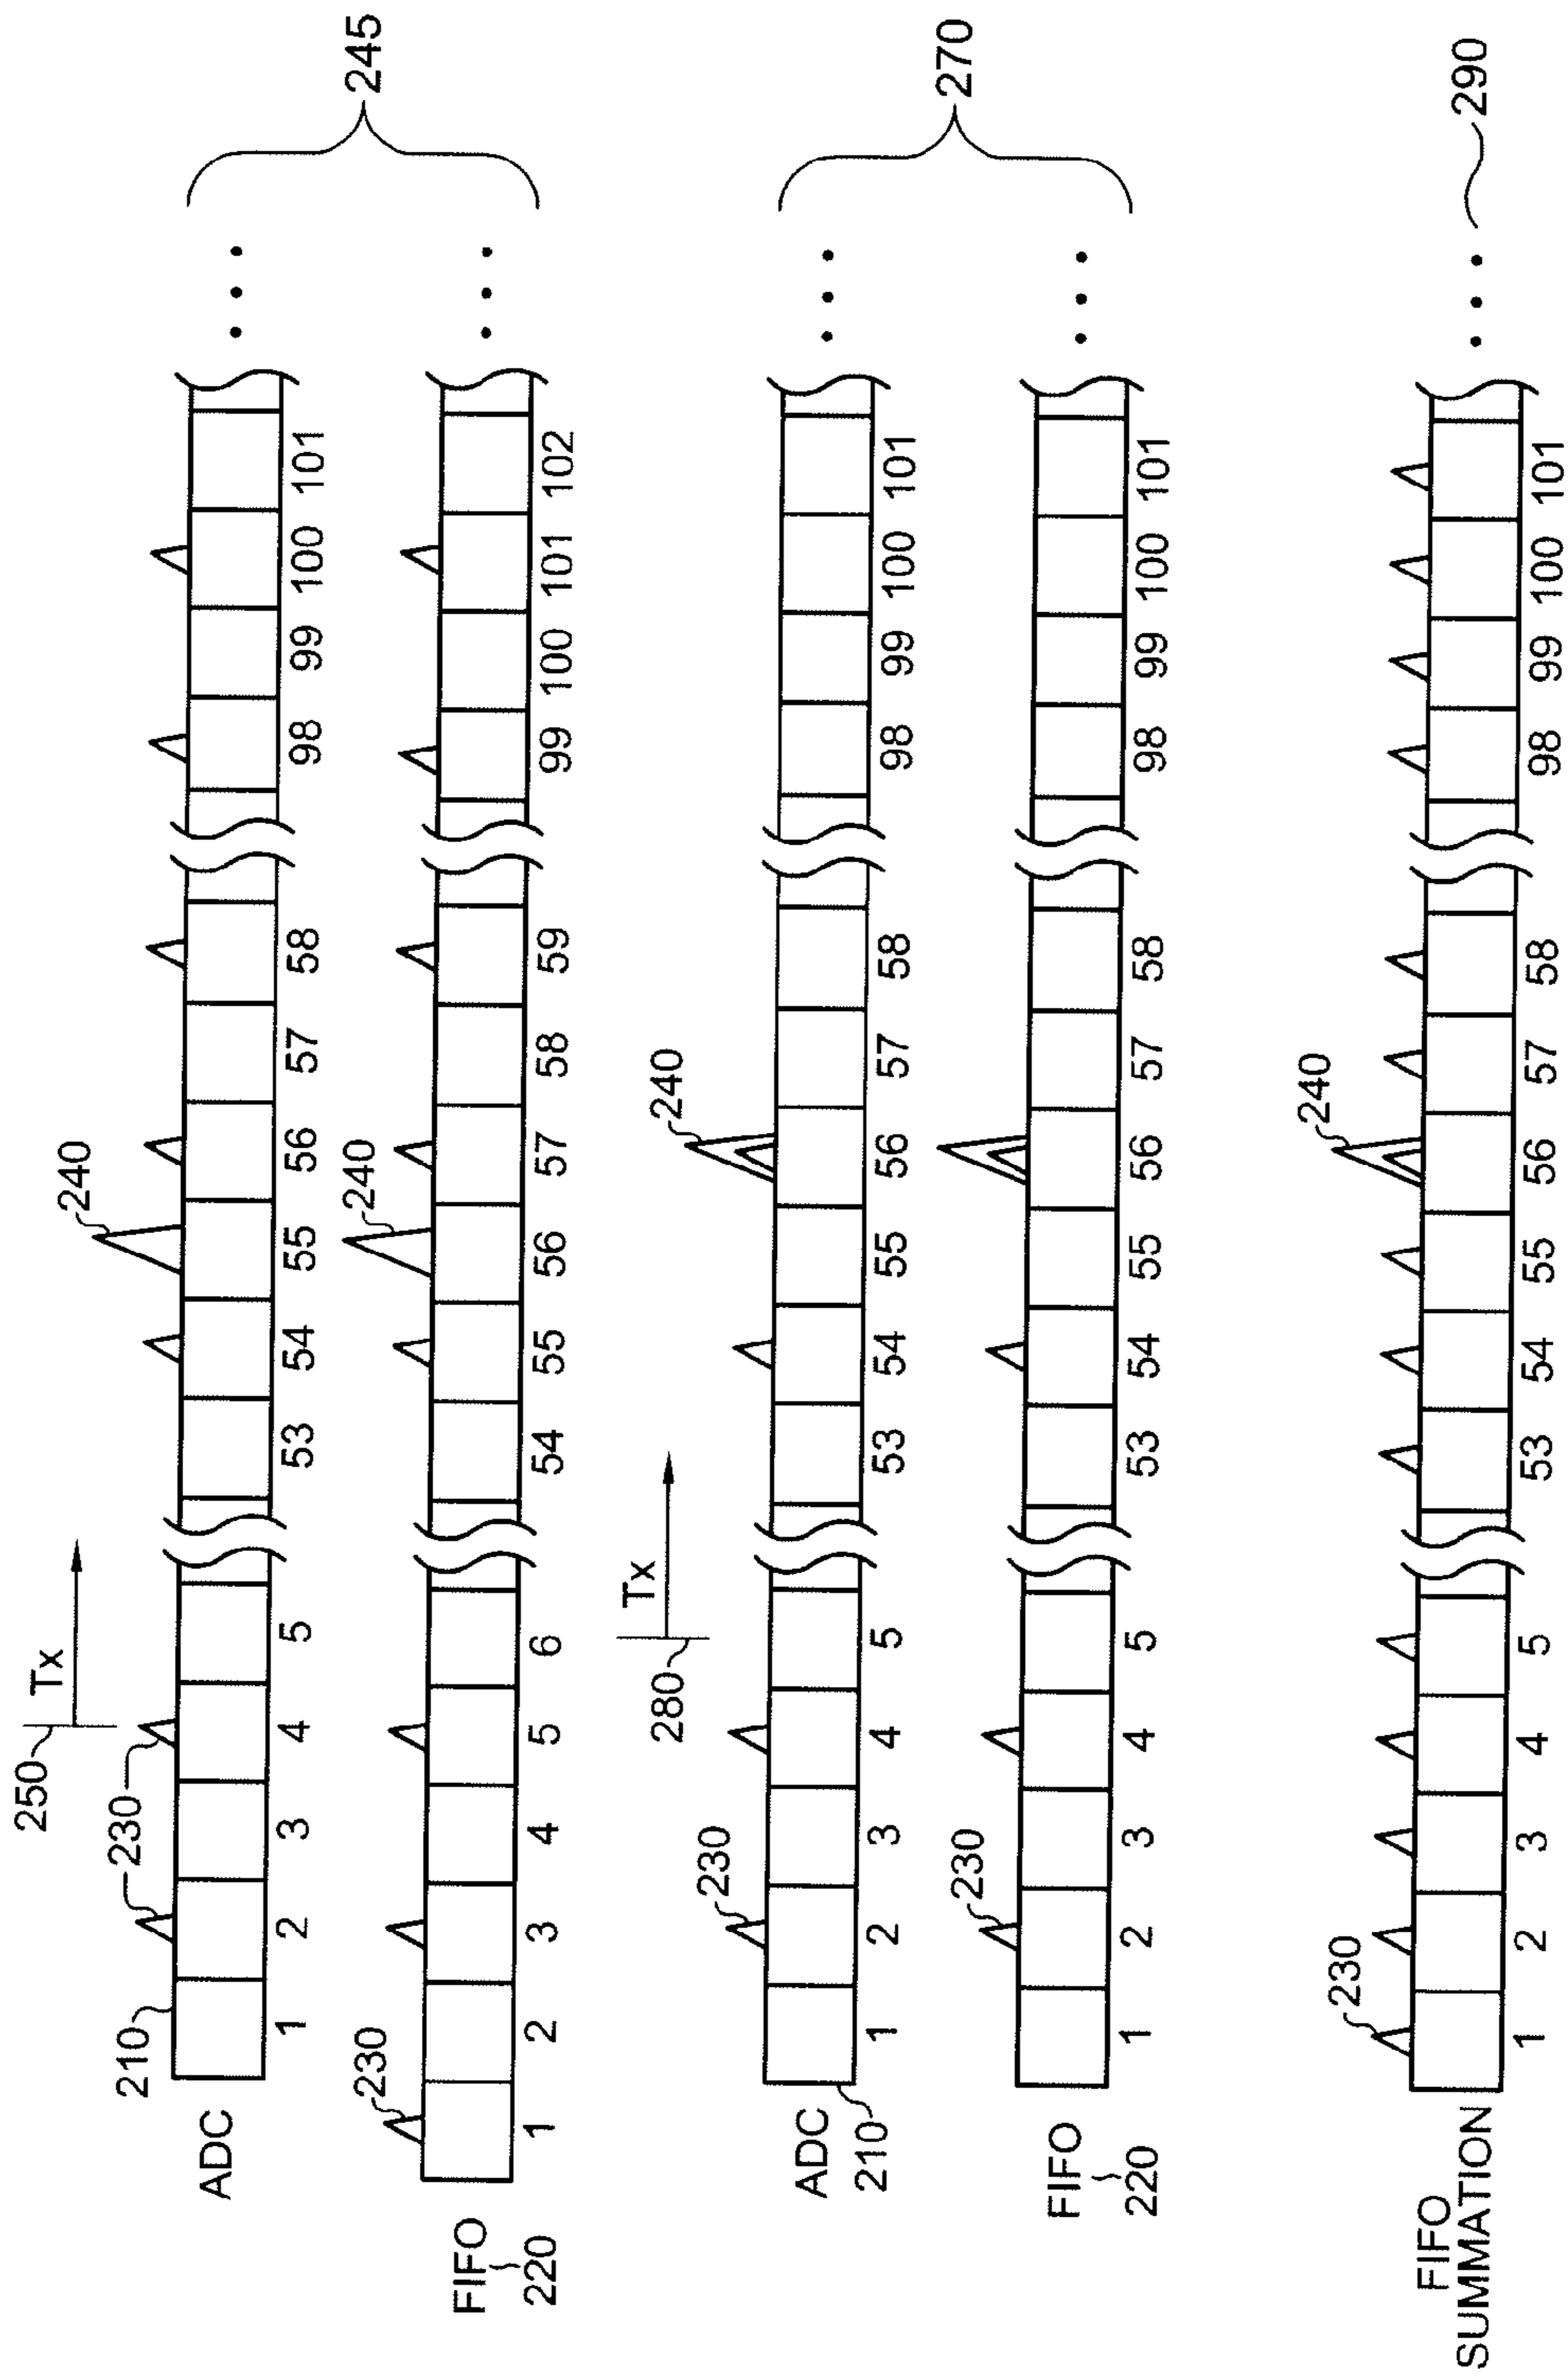 250 Tx 240
230
210
ADC
1 2 3 4 5 53 54 55 56 57 58 98 99 100 101
245
230 240
FIFO
220
1 2 3 4 5 6 54 55 56 57 58 59 99 100 101 102
280 Tx 240
230
ADC
210
1 2 3 4 5 53 54 55 56 57 58 98 99 100 101
270
230
FIFO
220
1 2 3 4 5 53 54 55 56 57 58 98 99 100 101
230 240
FIFO
SUMMATION
290
1 2 3 4 5 53 54 55 56 57 58 98 99 100 101